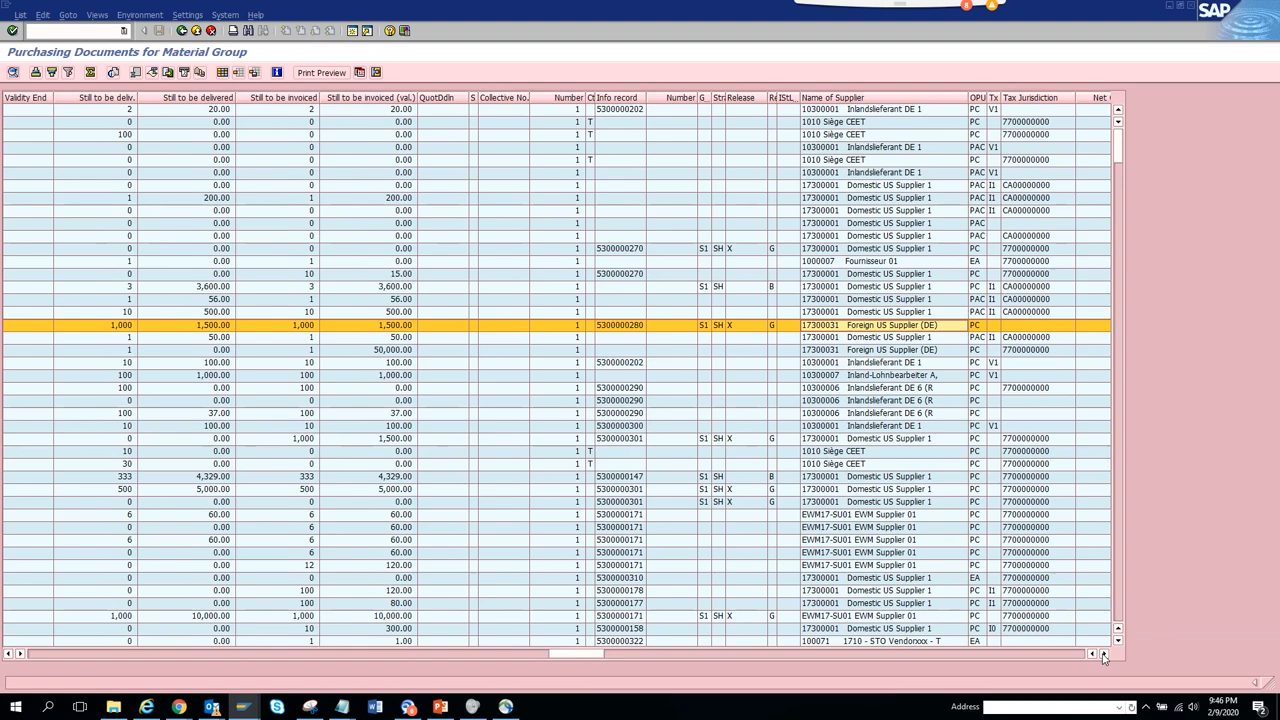 List Edit Goto Views Environment Settings System Help
8
SAP
Purchasing Documents for Material Group
Print Preview
Validity End Still to be deliv. Still to be delivered Still to be invoiced Still to be invoiced (val.) QuotDdln S Collective No. Number Ct Info record Number G_ Stra Release Re IStL_ Name of Supplier OPU Tx Tax Jurisdiction Net
2 20.00 2 20.00 1 5300000202 10300001 Inlandslieferant DE 1 PC V1
0 0.00 0 0.00 1 T 1010 Siège CEET PC 7700000000
100 0.00 0 0.00 1 T 1010 Siège CEET PC 7700000000
0 0.00 0 0.00 1 10300001 Inlandslieferant DE 1 PAC V1
0 0.00 0 0.00 1 T 1010 Siège CEET PC 7700000000
0 0.00 0 0.00 1 10300001 Inlandslieferant DE 1 PAC V1
0 0.00 0 0.00 1 17300001 Domestic US Supplier 1 PAC I1 CA00000000
1 200.00 1 200.00 1 17300001 Domestic US Supplier 1 PAC I1 CA00000000
0 0.00 0 0.00 1 17300001 Domestic US Supplier 1 PAC I1 CA00000000
0 0.00 0 0.00 1 17300001 Domestic US Supplier 1 PAC
0 0.00 0 0.00 1 17300001 Domestic US Supplier 1 PAC CA00000000
0 0.00 0 0.00 1 5300000270 S1 SH X G 17300001 Domestic US Supplier 1 PC 7700000000
1 0.00 1 0.00 1 1000007 Fournisseur 01 EA 7700000000
0 0.00 10 15.00 1 5300000270 17300001 Domestic US Supplier 1 PC 7700000000
3 3,600.00 3 3,600.00 1 S1 SH B 17300001 Domestic US Supplier 1 PC I1 CA00000000
1 56.00 1 56.00 1 17300001 Domestic US Supplier 1 PAC I1 CA00000000
10 500.00 10 500.00 1 17300001 Domestic US Supplier 1 PAC I1 CA00000000
1,000 1,500.00 1,000 1,500.00 1 5300000280 S1 SH X G 17300031 Foreign US Supplier (DE) PC
1 50.00 1 50.00 1 17300001 Domestic US Supplier 1 PAC I1 CA00000000
1 0.00 1 50,000.00 1 17300031 Foreign US Supplier (DE) PC 7700000000
10 100.00 10 100.00 1 5300000202 10300001 Inlandslieferant DE 1 PC V1
100 1,000.00 100 1,000.00 1 10300007 Inland-Lohnbearbeiter A, PC V1
100 0.00 100 0.00 1 5300000290 10300006 Inlandslieferant DE 6 (R PC 7700000000
0 0.00 0 0.00 1 5300000290 10300006 Inlandslieferant DE 6 (R PC
100 37.00 100 37.00 1 5300000290 10300006 Inlandslieferant DE 6 (R PC
10 100.00 10 100.00 1 5300000300 10300001 Inlandslieferant DE 1 PC V1
0 0.00 1,000 1,500.00 1 5300000301 S1 SH X G 17300001 Domestic US Supplier 1 PC 7700000000
10 0.00 0 0.00 1 T 1010 Siège CEET PC 7700000000
30 0.00 0 0.00 1 T 1010 Siège CEET PC 7700000000
333 4,329.00 333 4,329.00 1 5300000147 S1 SH B 17300001 Domestic US Supplier 1 PC 7700000000
500 5,000.00 500 5,000.00 1 5300000301 S1 SH X G 17300001 Domestic US Supplier 1 PC 7700000000
0 0.00 0 0.00 1 5300000301 S1 SH X G 17300001 Domestic US Supplier 1 PC 7700000000
6 60.00 6 60.00 1 5300000171 EWM17-SU01 EWM Supplier 01 PC 7700000000
0 0.00 6 60.00 1 5300000171 EWM17-SU01 EWM Supplier 01 PC 7700000000
6 60.00 6 60.00 1 5300000171 EWM17-SU01 EWM Supplier 01 PC 7700000000
0 0.00 6 60.00 1 5300000171 EWM17-SU01 EWM Supplier 01 PC 7700000000
0 0.00 12 120.00 1 5300000171 EWM17-SU01 EWM Supplier 01 PC 7700000000
0 0.00 0 0.00 1 5300000310 17300001 Domestic US Supplier 1 EA 7700000000
0 0.00 100 120.00 1 5300000178 17300001 Domestic US Supplier 1 PC I1 7700000000
0 0.00 100 80.00 1 5300000177 17300001 Domestic US Supplier 1 PC I1 7700000000
1,000 10,000.00 1,000 10,000.00 1 5300000171 S1 SH X G EWM17-SU01 EWM Supplier 01 PC 7700000000
0 0.00 10 300.00 1 5300000158 17300001 Domestic US Supplier 1 PC I0 7700000000
0 0.00 1 1.00 1 5300000322 100071 1710 - STO Vendorxxx - T EA
Address
9:46 PM
2/9/2020